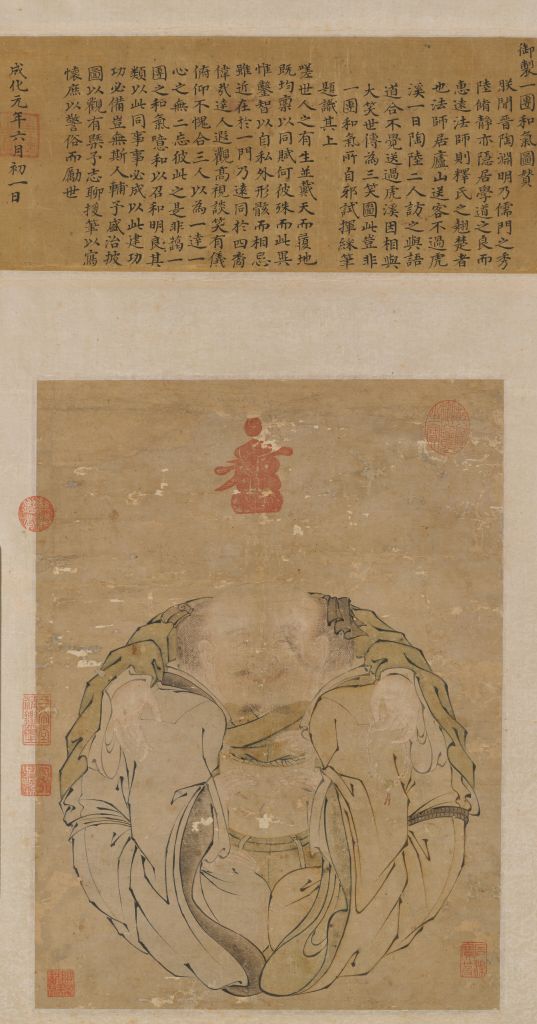 御製一團和氣圖贊
朕聞晉陶淵明乃儒門之秀
陸脩靜亦隱居學道之良而
惠遠法師則釋氏之翹楚者
也法師居廬山送客不過虎
溪一日陶陸二人訪之與語
道合不覺送過虎溪因相與
大笑世傳為三笑圖此豈非
一團和氣所自邪試揮綵筆
題識其上
嗟世人之有生並戴天而履地
既均禀以同賦何彼殊而此異
惟鑿智以自私外形骸而相忌
雖近在於一門乃遠同於四裔
偉哉達人遐觀高視談笑有儀
俯仰不愧合三人以為一達一
心之無二忘彼此之是非藹一
團之和氣噫和以召和明良其
類以此同事事必成以此建功
功必備豈無斯人輔予盛治披
圖以觀有槩予志聊援筆以寫
懷庶以警俗而勵世
成化元年六月初一日